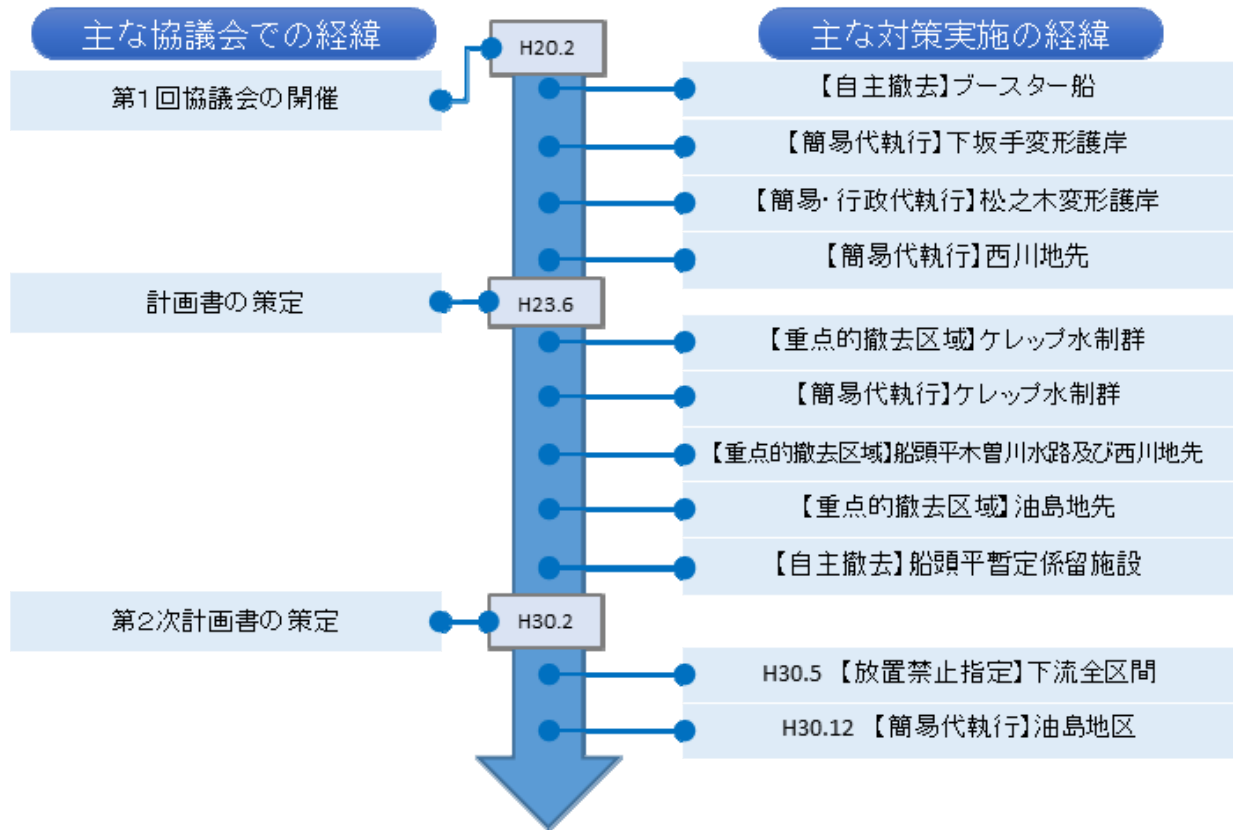 主な協議会での経緯
主な対策実施の経緯
H20.2
第1回協議会の開催
【自主撤去】ブースター船
【簡易代執行】下坂手変形護岸
【簡易・行政代執行】松之木変形護岸
【簡易代執行】西川地先
計画書の策定
H23.6
【重点的撤去区域】ケレップ水制群
【簡易代執行】ケレップ水制群
【重点的撤去区域】船頭平木曽川水路及び西川地先
【重点的撤去区域】油島地先
【自主撤去】船頭平暫定係留施設
第2次計画書の策定
H30.2
H30.5 【放置禁止指定】下流全区間
H30.12 【簡易代執行】油島地区